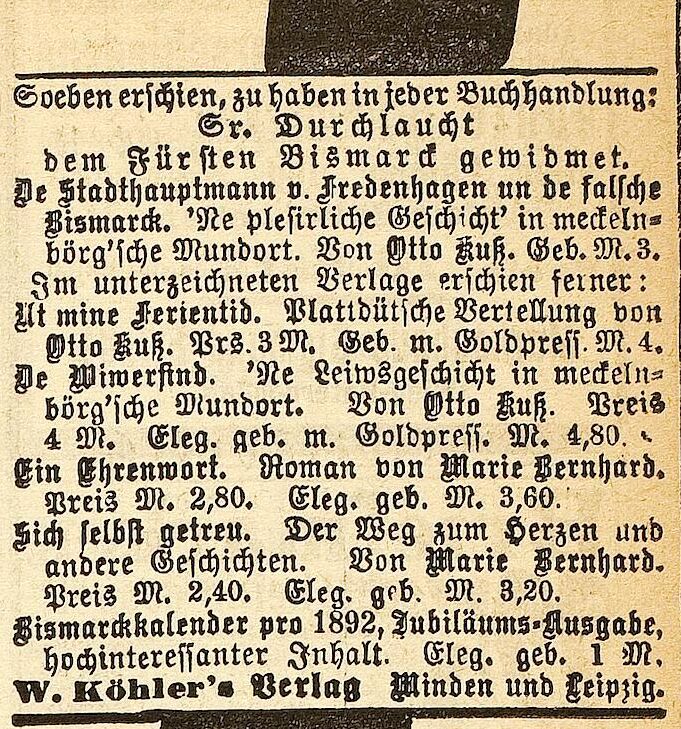 Soeben erschien, zu haben in jeder Buchhandlung:
Sr. Durchlaucht
dem Fürsten Bismarck gewidmet.
De Stadthauptmann v. Fredenhagen un de falsche
Bismarck. 'Ne plesirliche Geschicht' in meckeln=
börg'sche Mundort. Von Otto Kuß. Geb. M. 3.
Im unterzeichneten Verlage erschien ferner:
Ut mine Ferientid. Plattdütsche Vertellung von
Otto Kuß. Prs. 3 M. Geb. m. Goldpress. M. 4.
De Wiwerfind. 'Ne Leiwsgeschicht in meckeln=
börg'sche Mundort. Von Otto Kuß. Preis
4 M. Eleg. geb. m. Goldpress. M. 4,80.
Ein Ehrenwort. Roman von Marie Bernhard.
Preis M. 2,80. Eleg. geb. M. 3,60.
Sich selbst getreu. Der Weg zum Herzen und
andere Geschichten. Von Marie Bernhard.
Preis M. 2,40. Eleg. geb. M. 3,20.
Bismarckkalender pro 1892, Jubiläums=Ausgabe,
hochinteressanter Inhalt. Eleg. geb. 1 M.
W. Köhler's Verlag Minden und Leipzig.